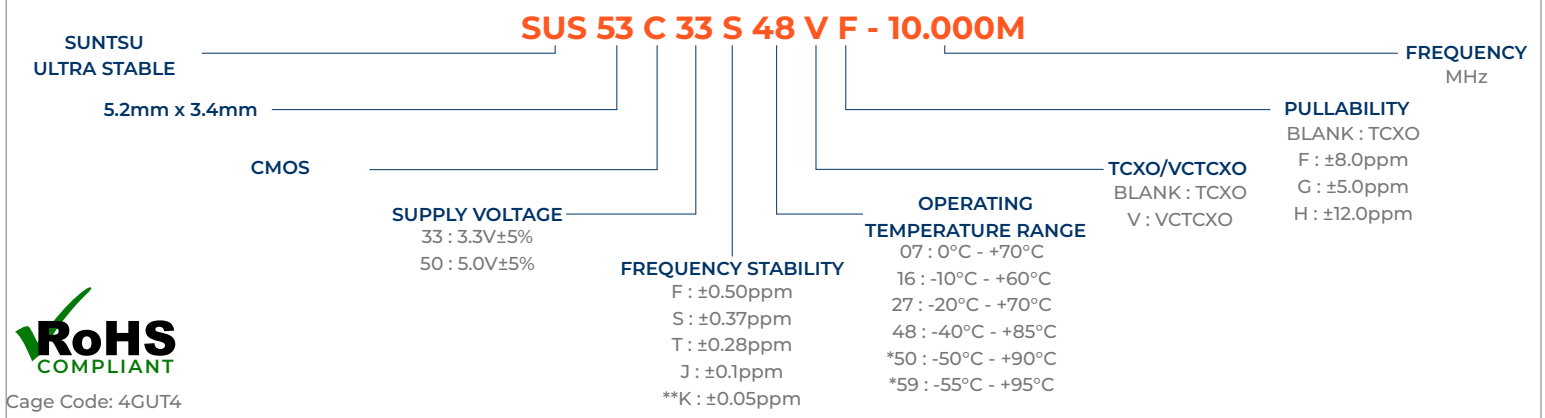 SUS 53 C 33 S 48 V F - 10.000M
SUNTSU
ULTRA STABLE
5.2mm x 3.4mm
CMOS
SUPPLY VOLTAGE
33 : 3.3V±5%
50 : 5.0V±5%
FREQUENCY STABILITY
F : ±0.50ppm
S : ±0.37ppm
T : ±0.28ppm
J : ±0.1ppm
**K : ±0.05ppm
OPERATING
TEMPERATURE RANGE
07 : 0°C - +70°C
16 : -10°C - +60°C
27 : -20°C - +70°C
48 : -40°C - +85°C
*50 : -50°C - +90°C
*59 : -55°C - +95°C
TCXO/VCTCXO
BLANK : TCXO
V : VCTCXO
PULLABILITY
BLANK : TCXO
F : ±8.0ppm
G : ±5.0ppm
H : ±12.0ppm
FREQUENCY
MHz
RoHS
COMPLIANT
Cage Code: 4GUT4